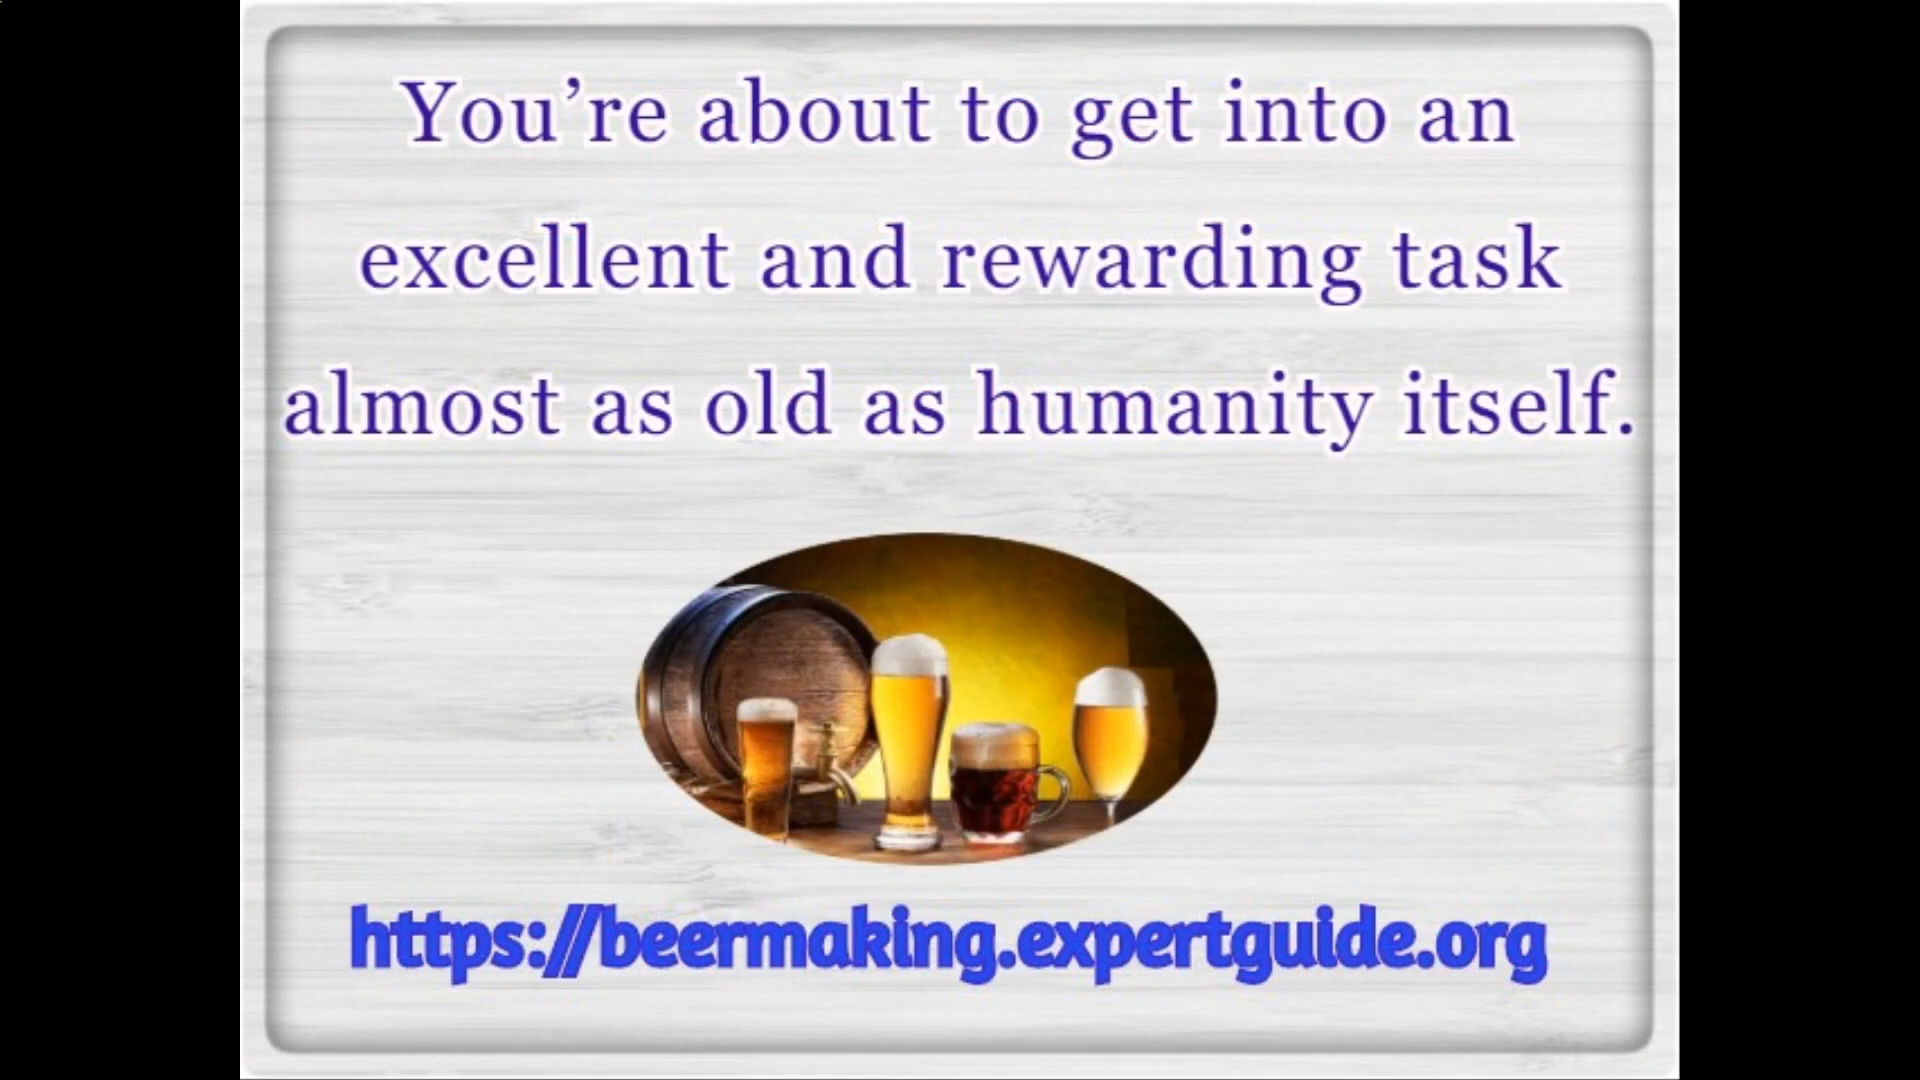 You’re about to get into an
excellent and rewarding task
almost as old as humanity itself.
https://beermaking.expertguide.org